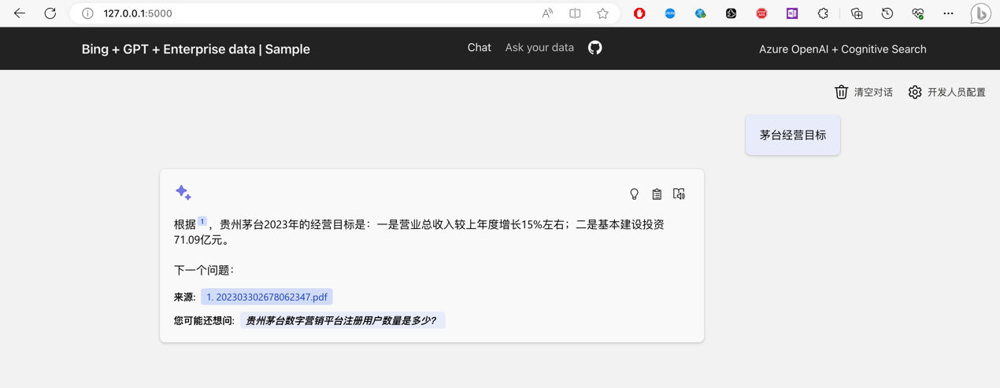 127.0.0.1:5000
Bing + GPT + Enterprise data | Sample
Chat
Ask your data
Azure OpenAI + Cognitive Search
清空对话
开发人员配置
茅台经营目标
根据 1 ，贵州茅台2023年的经营目标是：一是营业总收入较上年度增长15%左右；二是基本建设投资
71.09亿元。
下一个问题：
来源: 1. 202303302678062347.pdf
您可能还想问: 贵州茅台数字营销平台注册用户数量是多少?